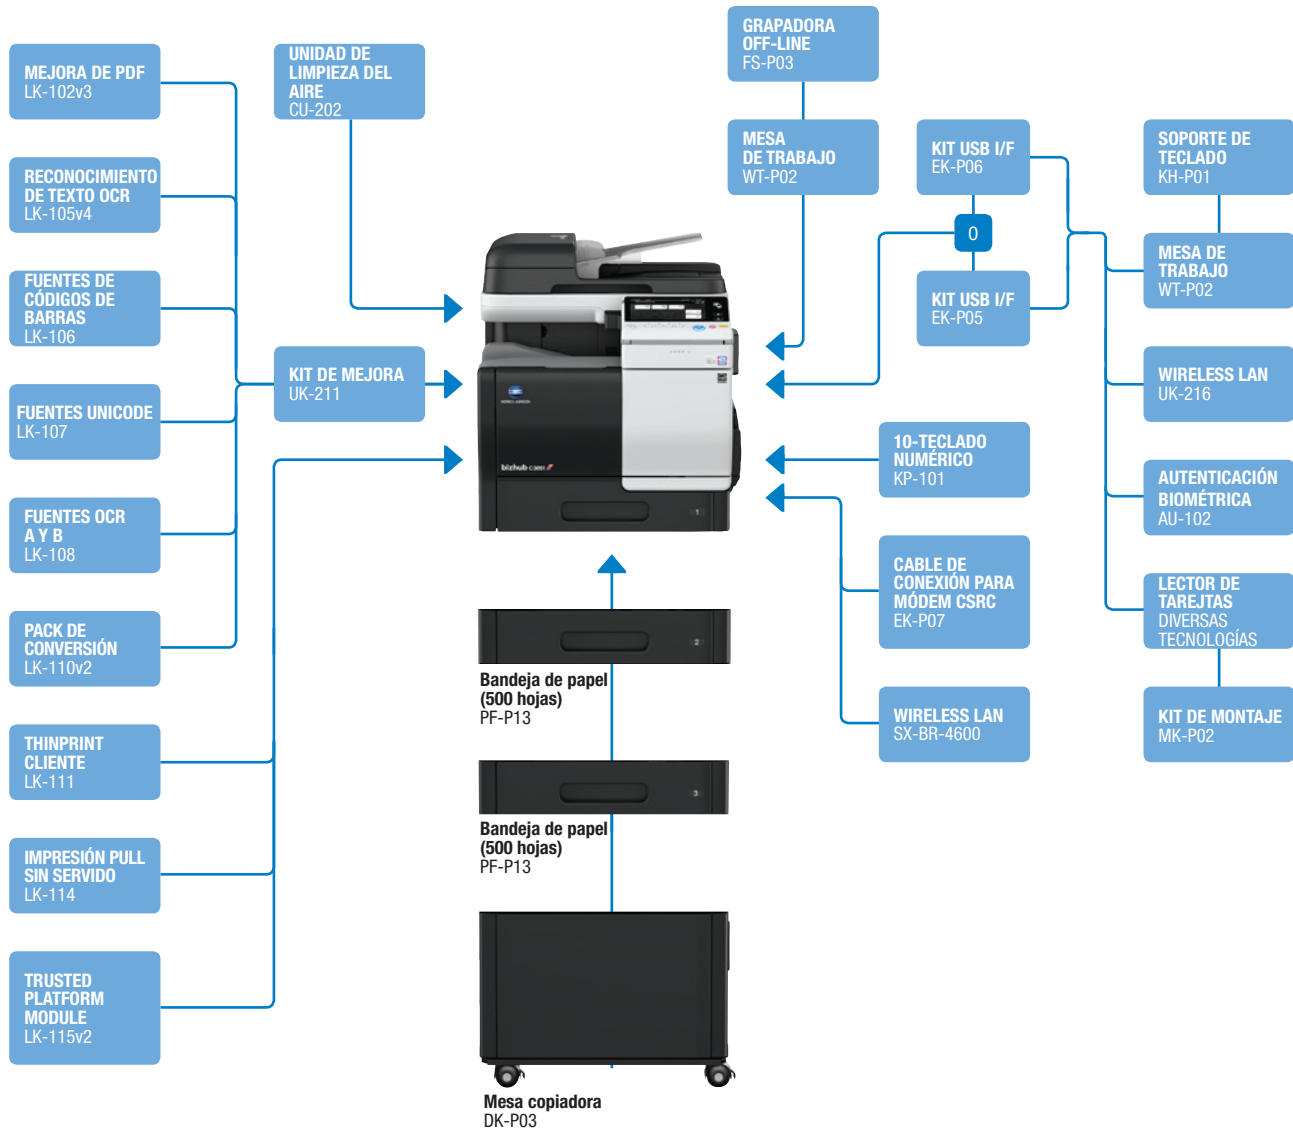 MEJORA DE PDF
LK-102v3
RECONOCIMIENTO
DE TEXTO OCR
LK-105v4
FUENTES DE
CÓDIGOS DE
BARRAS
LK-106
FUENTES UNICODE
LK-107
FUENTES OCR
A Y B
LK-108
PACK DE
CONVERSIÓN
LK-110v2
THINPRINT
CLIENTE
LK-111
IMPRESIÓN PULL
SIN SERVIDO
LK-114
TRUSTED
PLATFORM
MODULE
LK-115v2
UNIDAD DE
LIMPIEZA DEL
AIRE
CU-202
KIT DE MEJORA
UK-211
GRAPADORA
OFF-LINE
FS-P03
MESA
DE TRABAJO
WT-P02
KONICA MINOLTA
bizhub C3851
1
2
Bandeja de papel
(500 hojas)
PF-P13
3
Bandeja de papel
(500 hojas)
PF-P13
Mesa copiadora
DK-P03
KIT USB I/F
EK-P06
0
KIT USB I/F
EK-P05
10-TECLADO
NUMÉRICO
KP-101
CABLE DE
CONEXIÓN PARA
MÓDEM CSRC
EK-P07
WIRELESS LAN
SX-BR-4600
SOPORTE DE
TECLADO
KH-P01
MESA DE
TRABAJO
WT-P02
WIRELESS LAN
UK-216
AUTENTICACIÓN
BIOMÉTRICA
AU-102
LECTOR DE
TAREJTAS
DIVERSAS
TECNOLOGÍAS
KIT DE MONTAJE
MK-P02